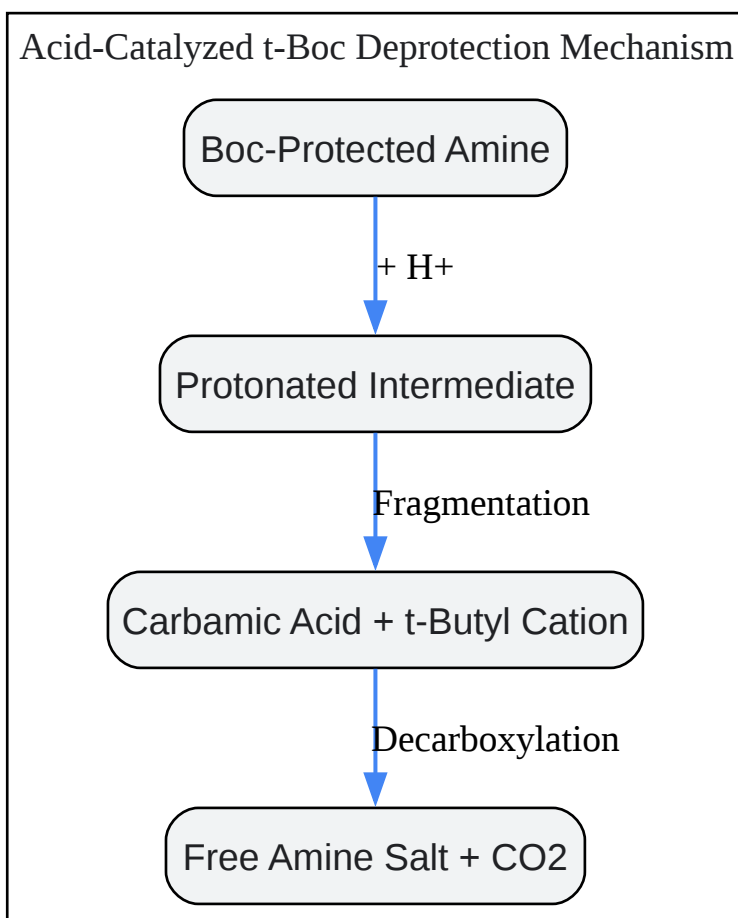 Acid-Catalyzed t-Boc Deprotection Mechanism
Boc-Protected Amine
+ H+
Protonated Intermediate
Fragmentation
Carbamic Acid + t-Butyl Cation
Decarboxylation
Free Amine Salt + CO2